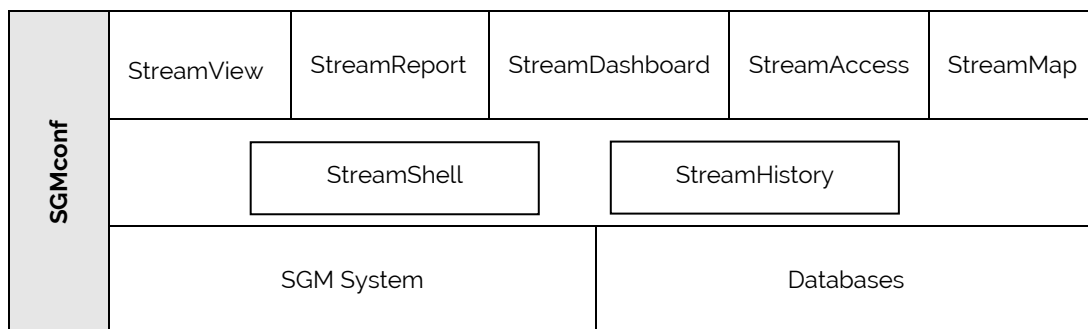 SGMconf
StreamView
StreamReport
StreamDashboard
StreamAccess
StreamMap
StreamShell
StreamHistory
SGM System
Databases